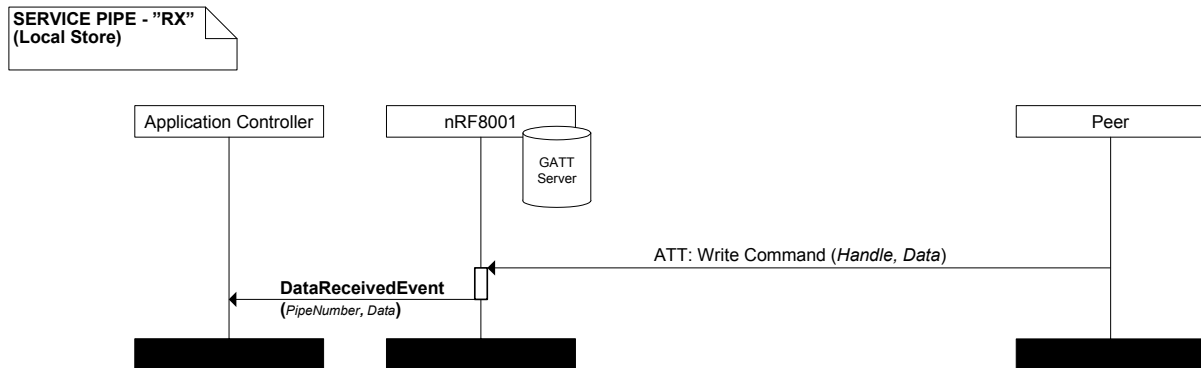 SERVICE PIPE - ”RX”
(Local Store)
Application Controller
nRF8001
Peer
GATT
Server
ATT: Write Command (Handle, Data)
DataReceivedEvent
(PipeNumber, Data)